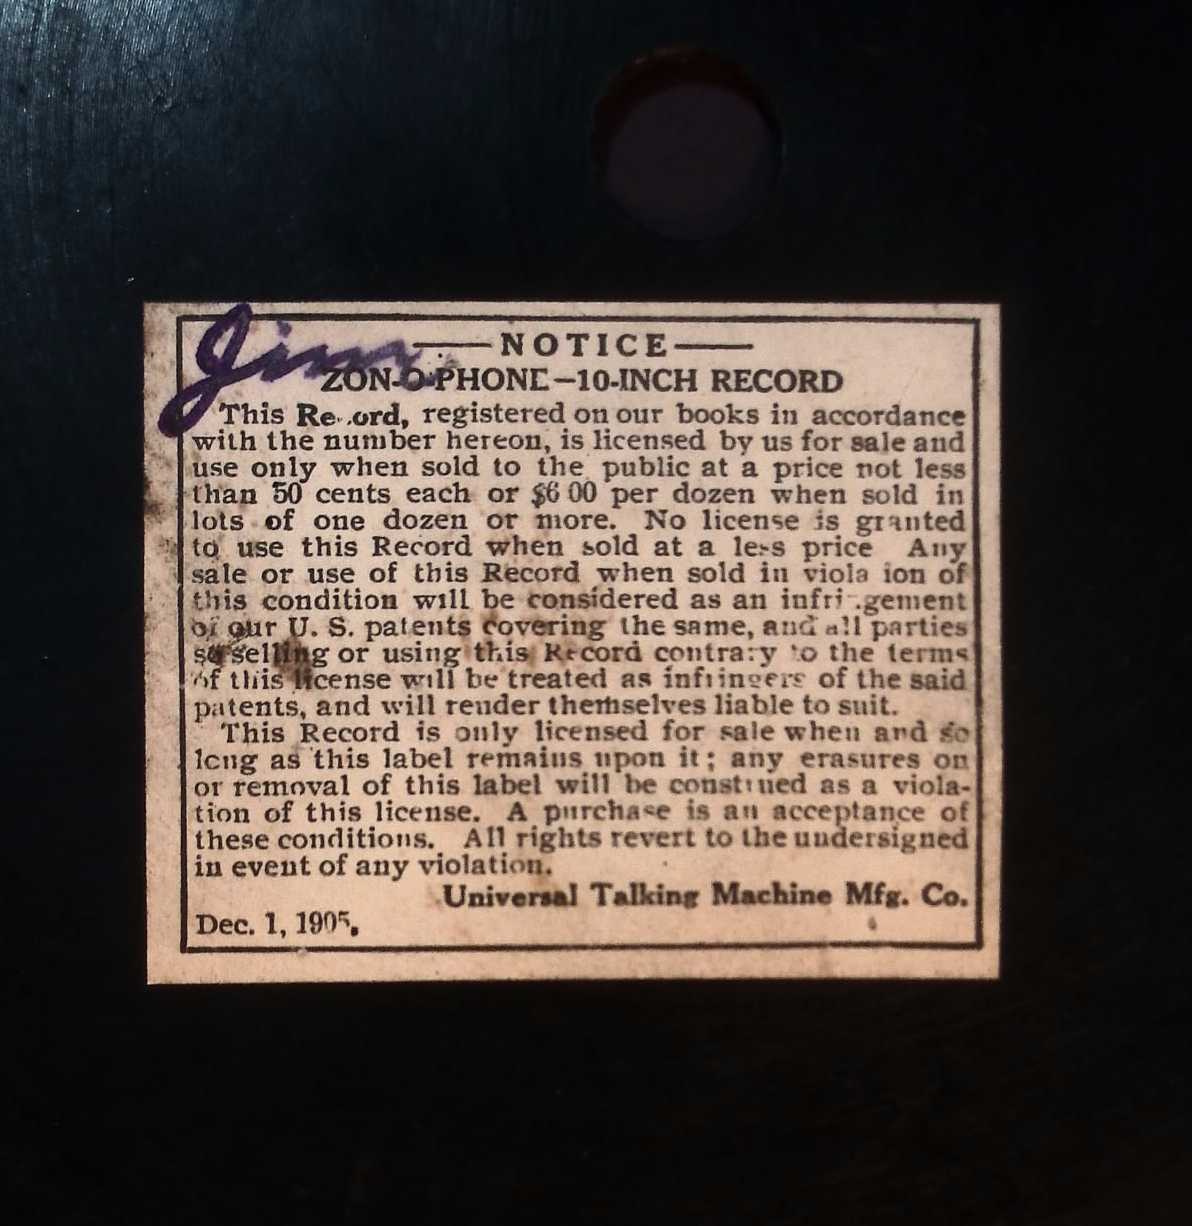 Jim
NOTICE
ZON-O-PHONE—10-INCH RECORD
This Record, registered on our books in accordance
with the number hereon, is licensed by us for sale and
use only when sold to the public at a price not less
than 50 cents each or $6 00 per dozen when sold in
lots of one dozen or more. No license is granted
to use this Record when sold at a less price Any
sale or use of this Record when sold in violation of
this condition will be considered as an infringement
of our U. S. patents covering the same, and all parties
so selling or using this Record contrary to the terms
of this license will be treated as infringers of the said
patents, and will render themselves liable to suit.
This Record is only licensed for sale when and so
long as this label remains upon it; any erasures on
or removal of this label will be construed as a viola-
tion of this license. A purchase is an acceptance of
these conditions. All rights revert to the undersigned
in event of any violation.
Universal Talking Machine Mfg. Co.
Dec. 1, 1905.